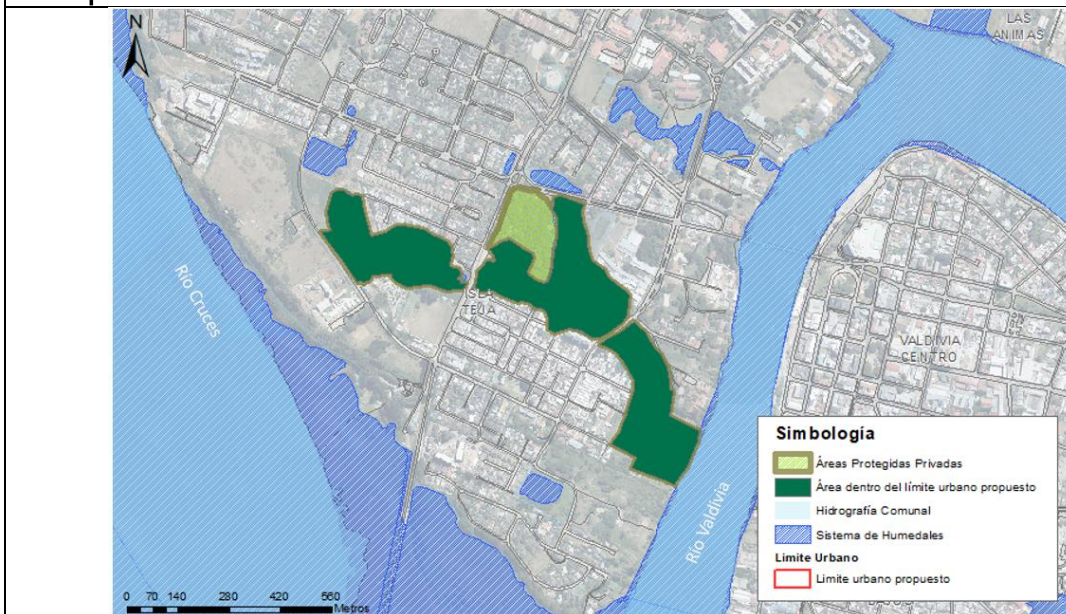 N
LAS
ANIMAS
Río Cruces
ISLA
TEJA
VALDIVIA
CENTRO
Río Valdivia
Simbología
Áreas Protegidas Privadas
Área dentro del límite urbano propuesto
Hidrografía Comunal
Sistema de Humedales
Limite Urbano
Limite urbano propuesto
0 70 140 280 420 560
Metros